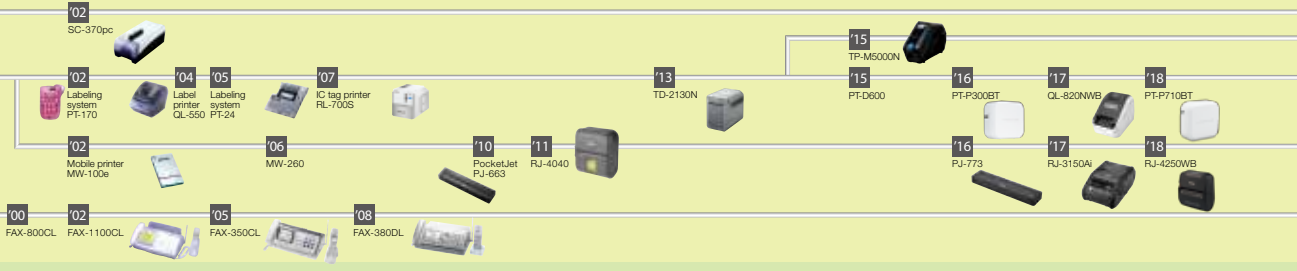 '02
SC-370pc
'15
TP-M5000N
'02
Labeling
system
PT-170
'04
Label
printer
QL-550
'05
Labeling
system
PT-24
'07
IC tag printer
RL-700S
'13
TD-2130N
'15
PT-D600
'16
PT-P300BT
'17
QL-820NWB
'18
PT-P710BT
'02
Mobile printer
MW-100e
'06
MW-260
'10
PocketJet
PJ-663
'11
RJ-4040
'16
PJ-773
'17
RJ-3150Ai
'18
RJ-4250WB
'00
FAX-800CL
'02
FAX-1100CL
'05
FAX-350CL
'08
FAX-380DL